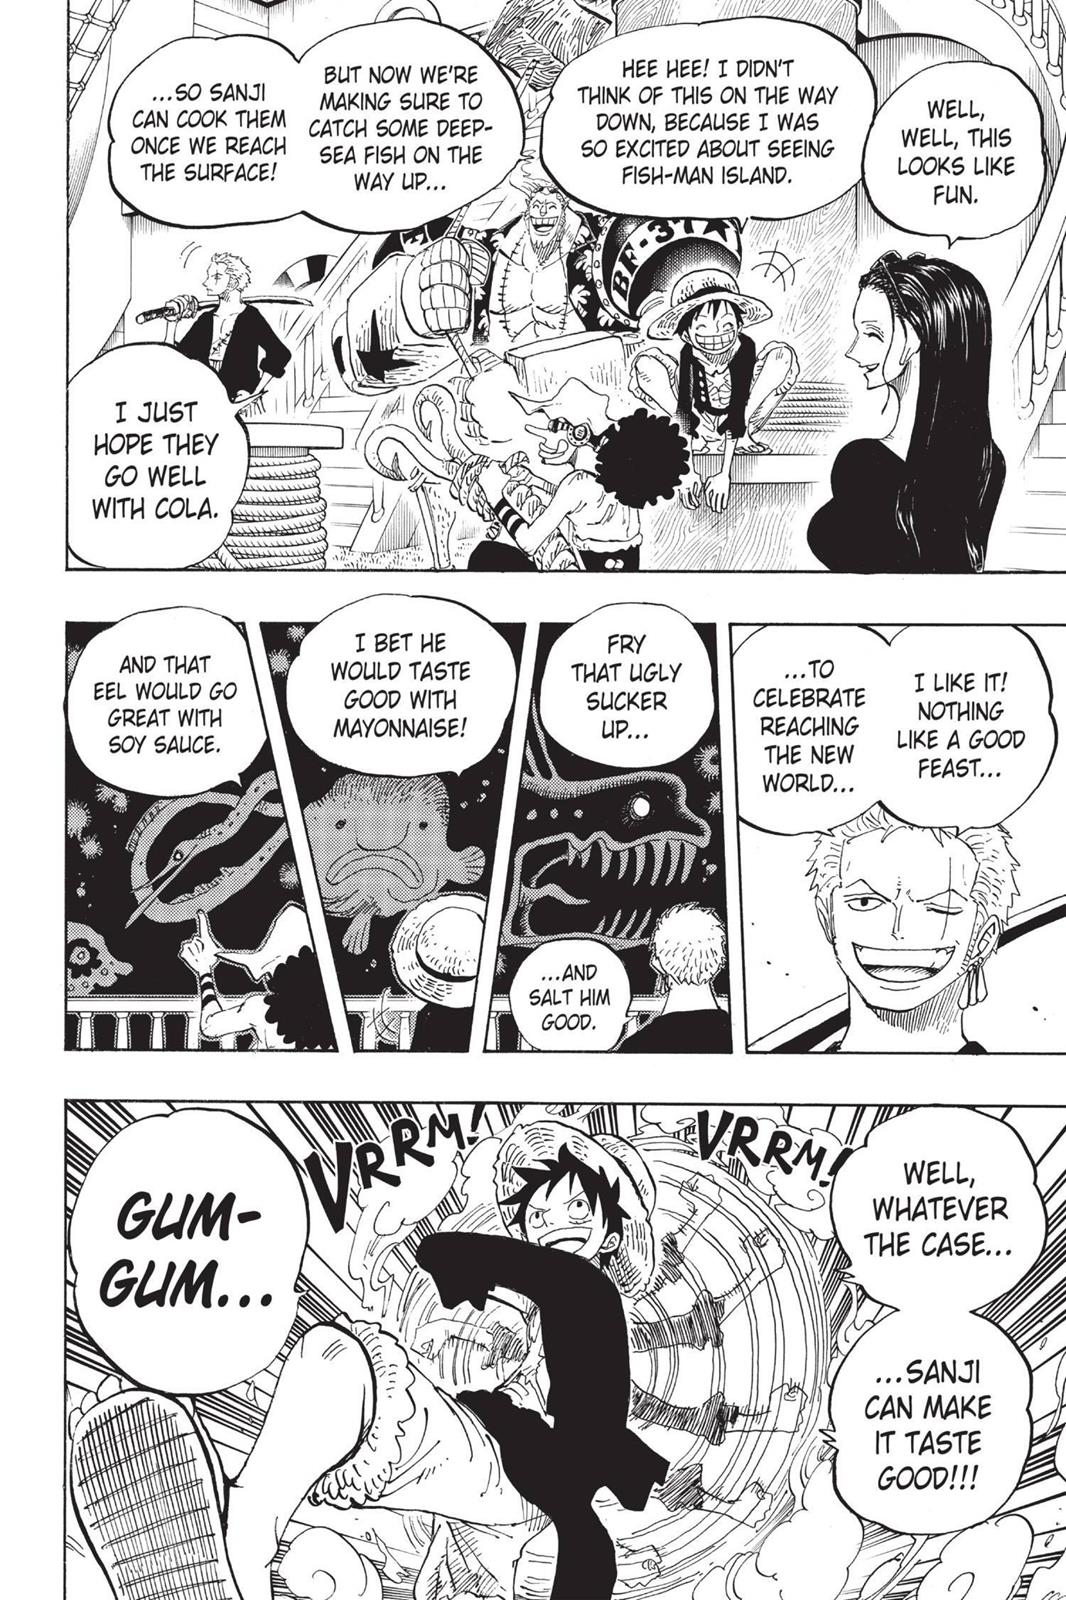 WELL,
WELL, THIS
LOOKS LIKE
FUN.
HEE HEE! I DIDN'T
THINK OF THIS ON THE WAY
DOWN, BECAUSE I WAS
SO EXCITED ABOUT SEEING
FISH-MAN ISLAND.
BUT NOW WE'RE
MAKING SURE TO
CATCH SOME DEEP-
SEA FISH ON THE
WAY UP...
...SO SANJI
CAN COOK THEM
ONCE WE REACH
THE SURFACE!
BF-37
I JUST
HOPE THEY
GO WELL
WITH COLA.
I LIKE IT!
NOTHING
LIKE A GOOD
FEAST...
...TO
CELEBRATE
REACHING
THE NEW
WORLD...
FRY
THAT UGLY
SUCKER
UP...
...AND
SALT HIM
GOOD.
I BET HE
WOULD TASTE
GOOD WITH
MAYONNAISE!
AND THAT
EEL WOULD GO
GREAT WITH
SOY SAUCE.
WELL,
WHATEVER
THE CASE...
...SANJI
CAN MAKE
IT TASTE
GOOD!!!
VRRM!
VRRM!
GUM-
GUM...